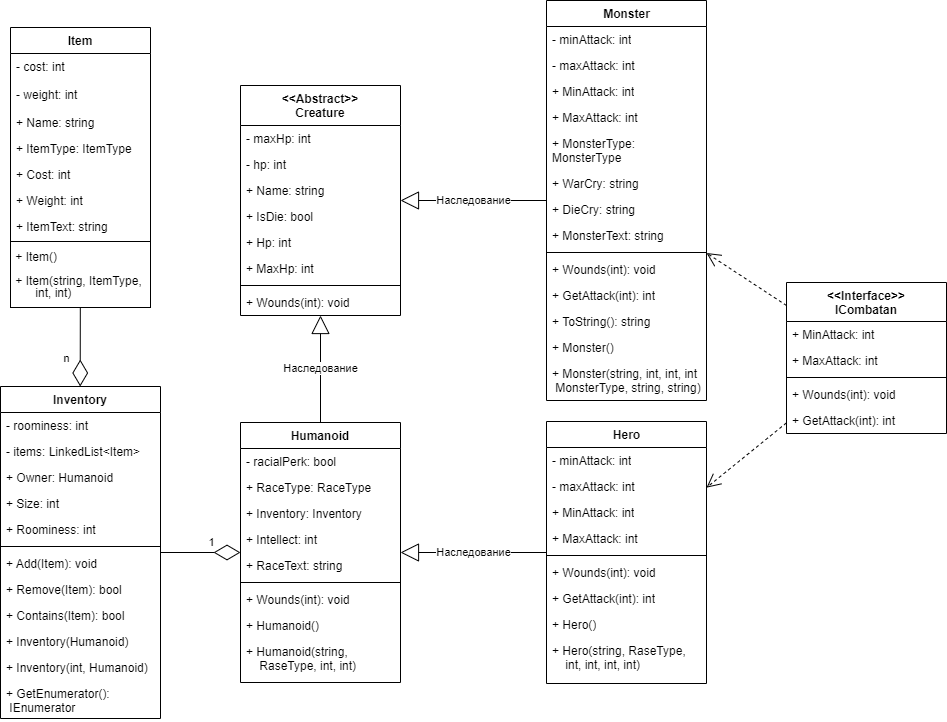 Item
- cost: int
- weight: int
+ Name: string
+ ItemType: ItemType
+ Cost: int
+ Weight: int
+ ItemText: string
+ Item()
+ Item(string, ItemType,
int, int)
n
Inventory
- roominess: int
- items: LinkedList<Item>
+ Owner: Humanoid
+ Size: int
+ Roominess: int
+ Add(Item): void
+ Remove(Item): bool
+ Contains(Item): bool
+ Inventory(Humanoid)
+ Inventory(int, Humanoid)
+ GetEnumerator():
IEnumerator
1
<<Abstract>>
Creature
- maxHp: int
- hp: int
+ Name: string
+ IsDie: bool
+ Hp: int
+ MaxHp: int
+ Wounds(int): void
Наследование
Humanoid
- racialPerk: bool
+ RaceType: RaceType
+ Inventory: Inventory
+ Intellect: int
+ RaceText: string
+ Wounds(int): void
+ Humanoid()
+ Humanoid(string,
RaseType, int, int)
Наследование
Наследование
Monster
- minAttack: int
- maxAttack: int
+ MinAttack: int
+ MaxAttack: int
+ MonsterType:
MonsterType
+ WarCry: string
+ DieCry: string
+ MonsterText: string
+ Wounds(int): void
+ GetAttack(int): int
+ ToString(): string
+ Monster()
+ Monster(string, int, int, int
MonsterType, string, string)
Hero
- minAttack: int
- maxAttack: int
+ MinAttack: int
+ MaxAttack: int
+ Wounds(int): void
+ GetAttack(int): int
+ Hero()
+ Hero(string, RaseType,
int, int, int, int)
<<Interface>>
ICombatan
+ MinAttack: int
+ MaxAttack: int
+ Wounds(int): void
+ GetAttack(int): int